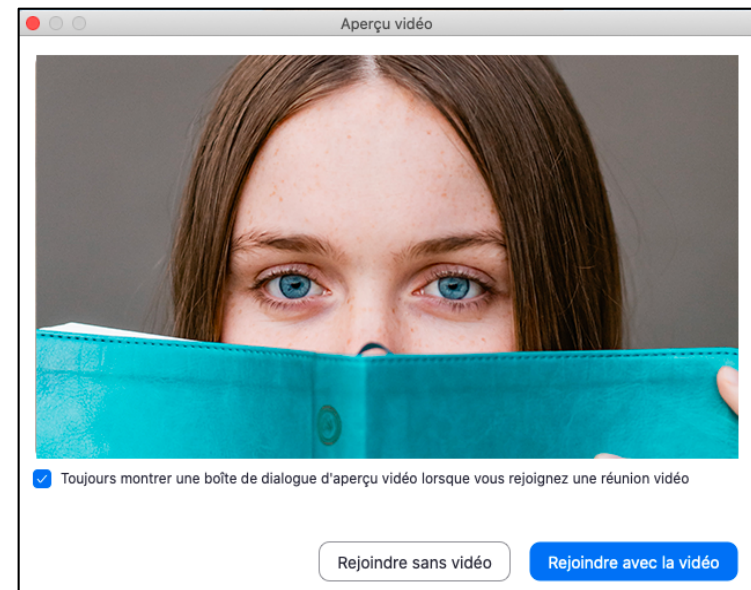 Aperçu vidéo
Toujours montrer une boîte de dialogue d'aperçu vidéo lorsque vous rejoignez une réunion vidéo
Rejoindre sans vidéo
Rejoindre avec la vidéo